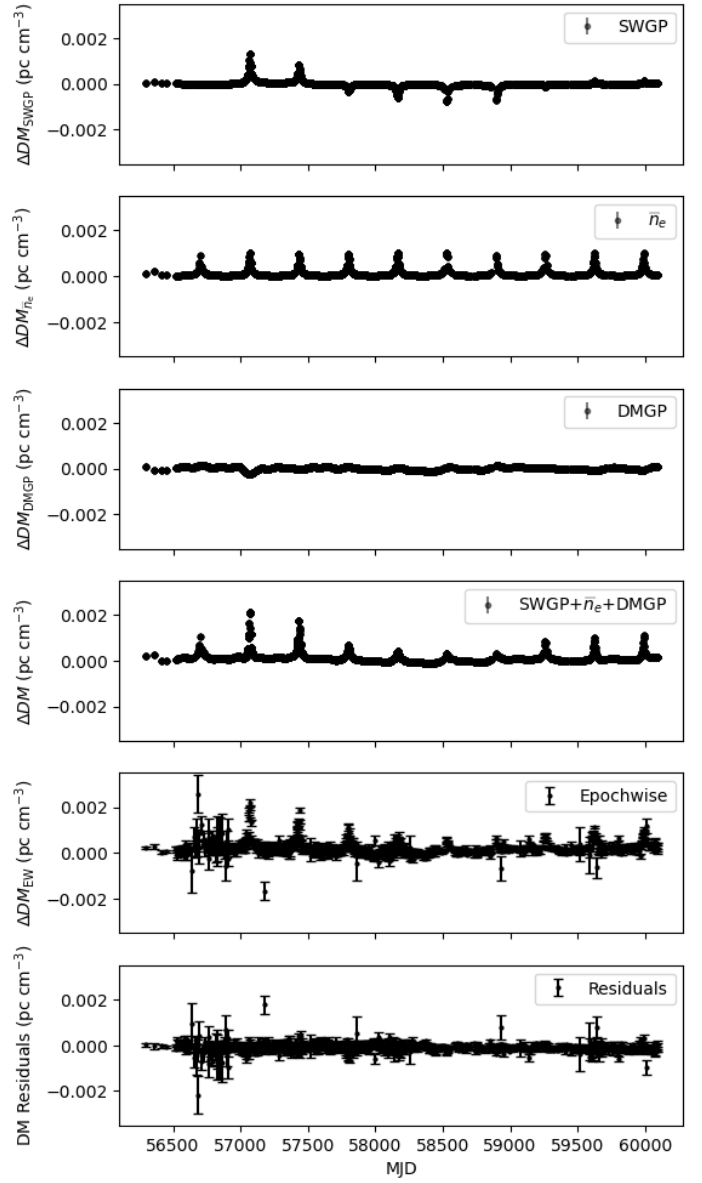 SWGP
0.002
0.000
−0.002
ΔDM_SWGP (pc cm⁻³)
n̅ₑ
0.002
0.000
−0.002
ΔDM_n̅ₑ (pc cm⁻³)
DMGP
0.002
0.000
−0.002
ΔDM_DMGP (pc cm⁻³)
SWGP+n̅ₑ+DMGP
0.002
0.000
−0.002
ΔDM (pc cm⁻³)
Epochwise
0.002
0.000
−0.002
ΔDM_EW (pc cm⁻³)
Residuals
0.002
0.000
−0.002
DM Residuals (pc cm⁻³)
56500 57000 57500 58000 58500 59000 59500 60000
MJD